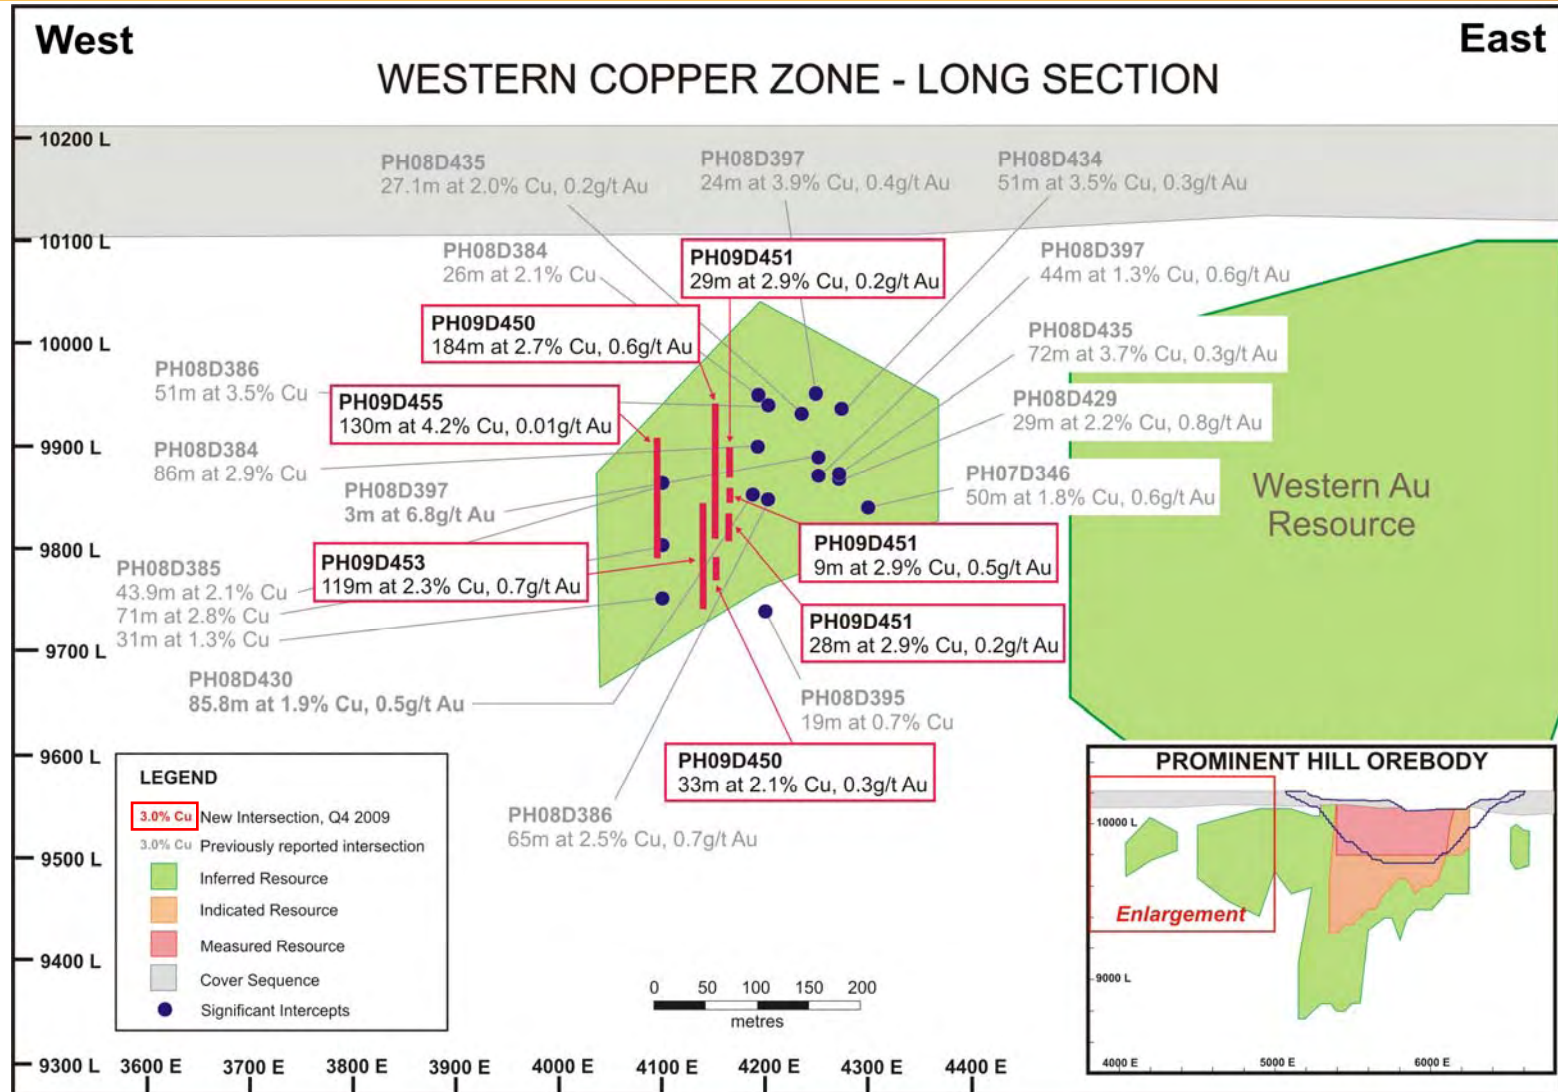 West
East
WESTERN COPPER ZONE - LONG SECTION
10200 L
10100 L
10000 L
9900 L
9800 L
9700 L
9600 L
9500 L
9400 L
9300 L
PH08D435
27.1m at 2.0% Cu, 0.2g/t Au
PH08D397
24m at 3.9% Cu, 0.4g/t Au
PH08D434
51m at 3.5% Cu, 0.3g/t Au
PH08D384
26m at 2.1% Cu
PH09D451
29m at 2.9% Cu, 0.2g/t Au
PH08D397
44m at 1.3% Cu, 0.6g/t Au
PH09D450
184m at 2.7% Cu, 0.6g/t Au
PH08D435
72m at 3.7% Cu, 0.3g/t Au
PH08D386
51m at 3.5% Cu
PH09D455
130m at 4.2% Cu, 0.01g/t Au
PH08D429
29m at 2.2% Cu, 0.8g/t Au
PH08D384
86m at 2.9% Cu
PH08D397
3m at 6.8g/t Au
PH07D346
50m at 1.8% Cu, 0.6g/t Au
Western Au
Resource
PH09D453
119m at 2.3% Cu, 0.7g/t Au
PH09D451
9m at 2.9% Cu, 0.5g/t Au
PH08D385
43.9m at 2.1% Cu
71m at 2.8% Cu
31m at 1.3% Cu
PH09D451
28m at 2.9% Cu, 0.2g/t Au
PH08D430
85.8m at 1.9% Cu, 0.5g/t Au
PH08D395
19m at 0.7% Cu
PH09D450
33m at 2.1% Cu, 0.3g/t Au
PH08D386
65m at 2.5% Cu, 0.7g/t Au
LEGEND
3.0% Cu New Intersection, Q4 2009
3.0% Cu Previously reported intersection
Inferred Resource
Indicated Resource
Measured Resource
Cover Sequence
Significant Intercepts
0 50 100 150 200
metres
PROMINENT HILL OREBODY
10000 L
Enlargement
9000 L
4000 E 5000 E 6000 E
3600 E 3700 E 3800 E 3900 E 4000 E 4100 E 4200 E 4300 E 4400 E